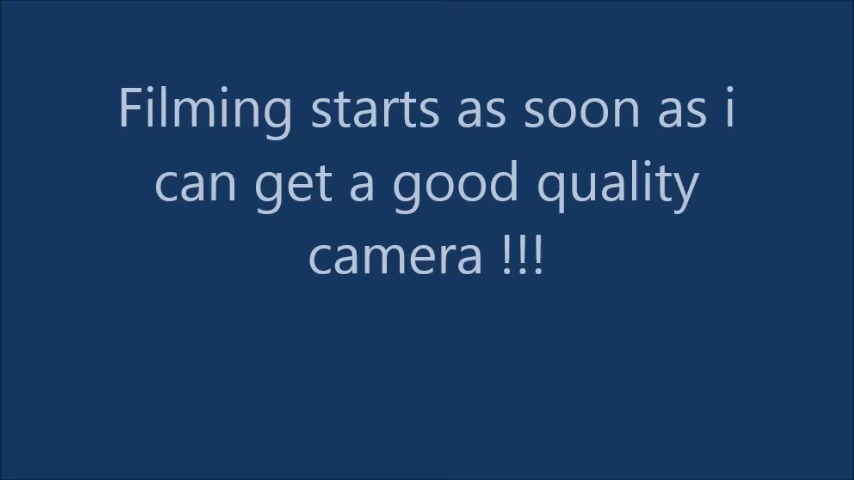 Filming starts as soon as i
can get a good quality
camera !!!